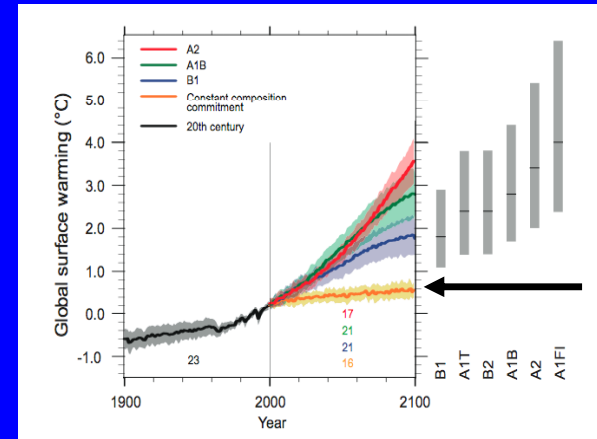 Global surface warming (°C)
6.0
5.0
4.0
3.0
2.0
1.0
0.0
-1.0
A2
A1B
B1
Constant composition
commitment
20th century
23
17
21
21
16
1900
2000
2100
Year
B1
A1T
B2
A1B
A2
A1FI